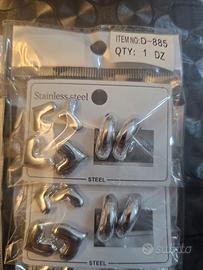 ITEM NO: D-885
QTY: 1 DZ
Stainless steel
STEEL
STEEL
subito